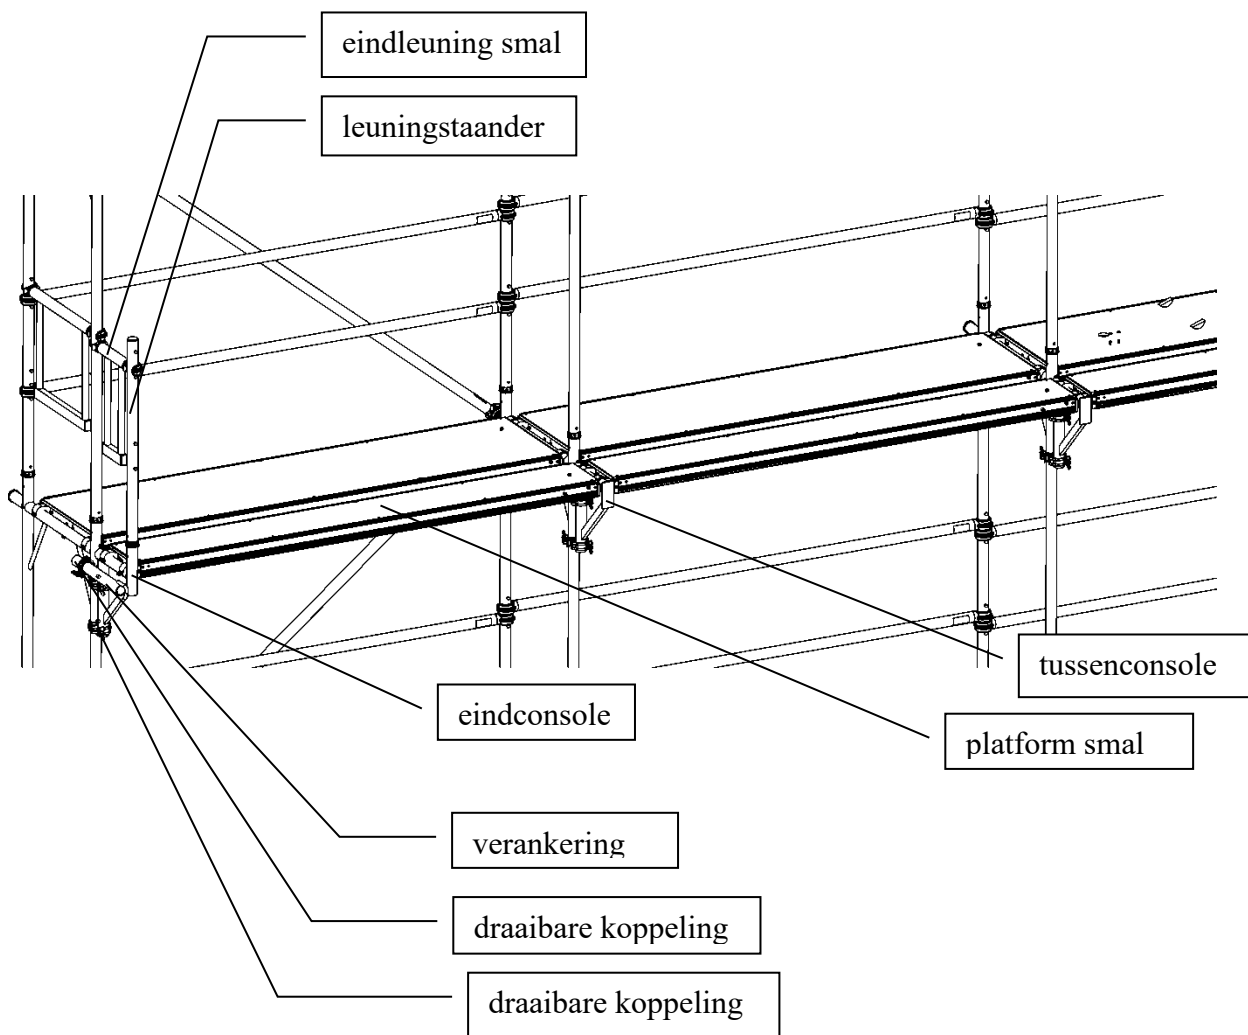 eindleuning smal
leuningstaander
tussenconsole
eindconsole
platform smal
verankering
draaibare koppeling
draaibare koppeling